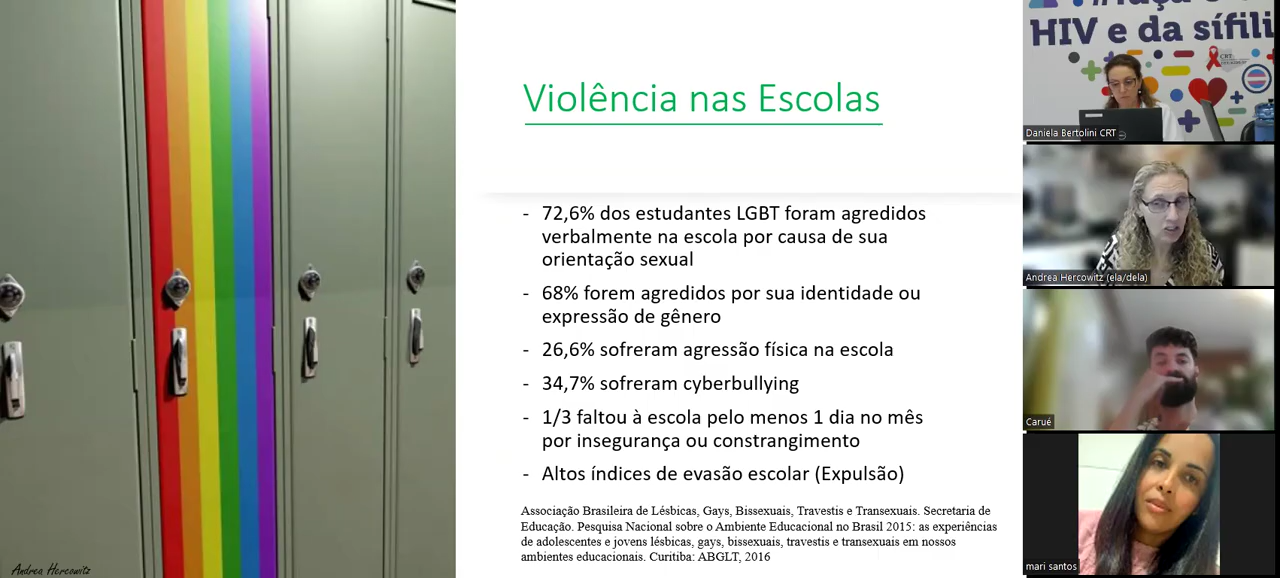 Violência nas Escolas
- 72,6% dos estudantes LGBT foram agredidos
verbalmente na escola por causa de sua
orientação sexual
- 68% forem agredidos por sua identidade ou
expressão de gênero
- 26,6% sofreram agressão física na escola
- 34,7% sofreram cyberbullying
- 1/3 faltou à escola pelo menos 1 dia no mês
por insegurança ou constrangimento
- Altos índices de evasão escolar (Expulsão)
Associação Brasileira de Lésbicas, Gays, Bissexuais, Travestis e Transexuais. Secretaria de
Educação. Pesquisa Nacional sobre o Ambiente Educacional no Brasil 2015: as experiências
de adolescentes e jovens lésbicas, gays, bissexuais, travestis e transexuais em nossos
ambientes educacionais. Curitiba: ABGLT, 2016
Andrea Hercowitz
HIV e da sífili
CRT
Daniela Bertolini CRT
Andrea Hercowitz (ela/dela)
Carué
mari santos